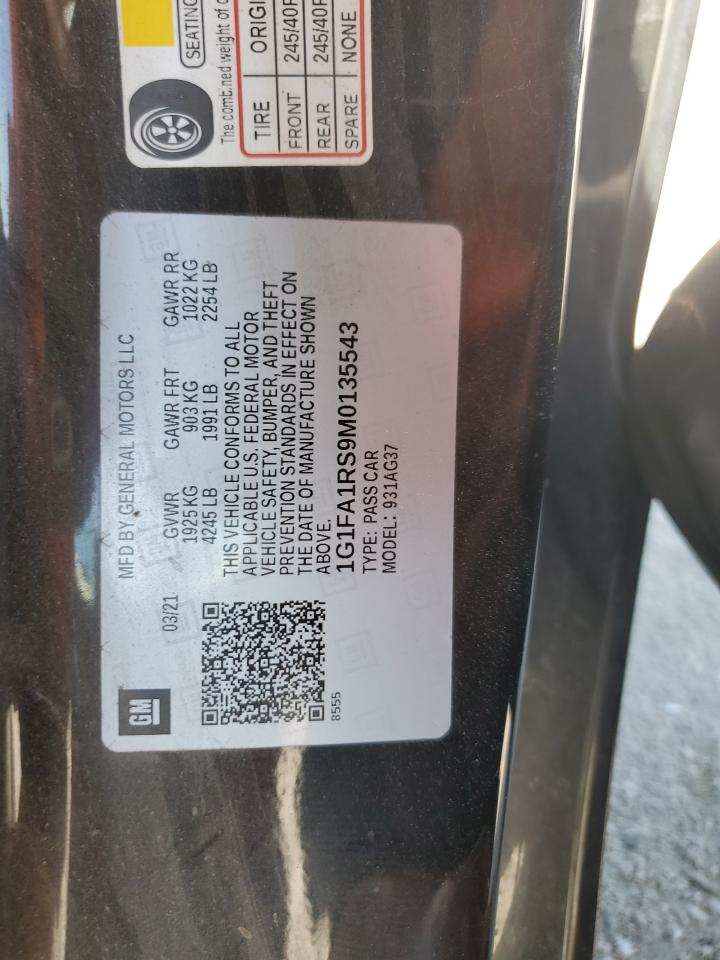 GM
MFD BY GENERAL MOTORS LLC
03/21 GVWR GAWR FRT GAWR RR
1925 KG 903 KG 1022 KG
4245 LB 1991 LB 2254 LB
THIS VEHICLE CONFORMS TO ALL
APPLICABLE U.S. FEDERAL MOTOR
VEHICLE SAFETY, BUMPER, AND THEFT
PREVENTION STANDARDS IN EFFECT ON
THE DATE OF MANUFACTURE SHOWN
ABOVE.
1G1FA1RS9M0135543
TYPE: PASS CAR
MODEL: 931AG37
8555
SEATING
The combined weight of
TIRE ORIGI
FRONT 245/40R
REAR 245/40R
SPARE NONE